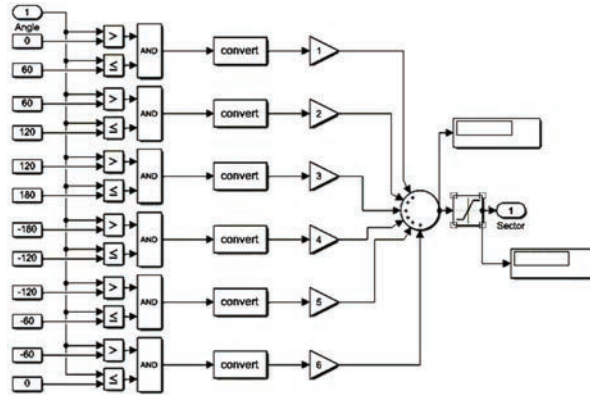 1
Angle
0
>
≤
AND
convert
1
60
60
>
≤
AND
convert
2
120
120
>
≤
AND
convert
3
180
-180
>
≤
AND
convert
4
-120
-120
>
≤
AND
convert
5
-60
-60
>
≤
AND
convert
6
0
1
Sector